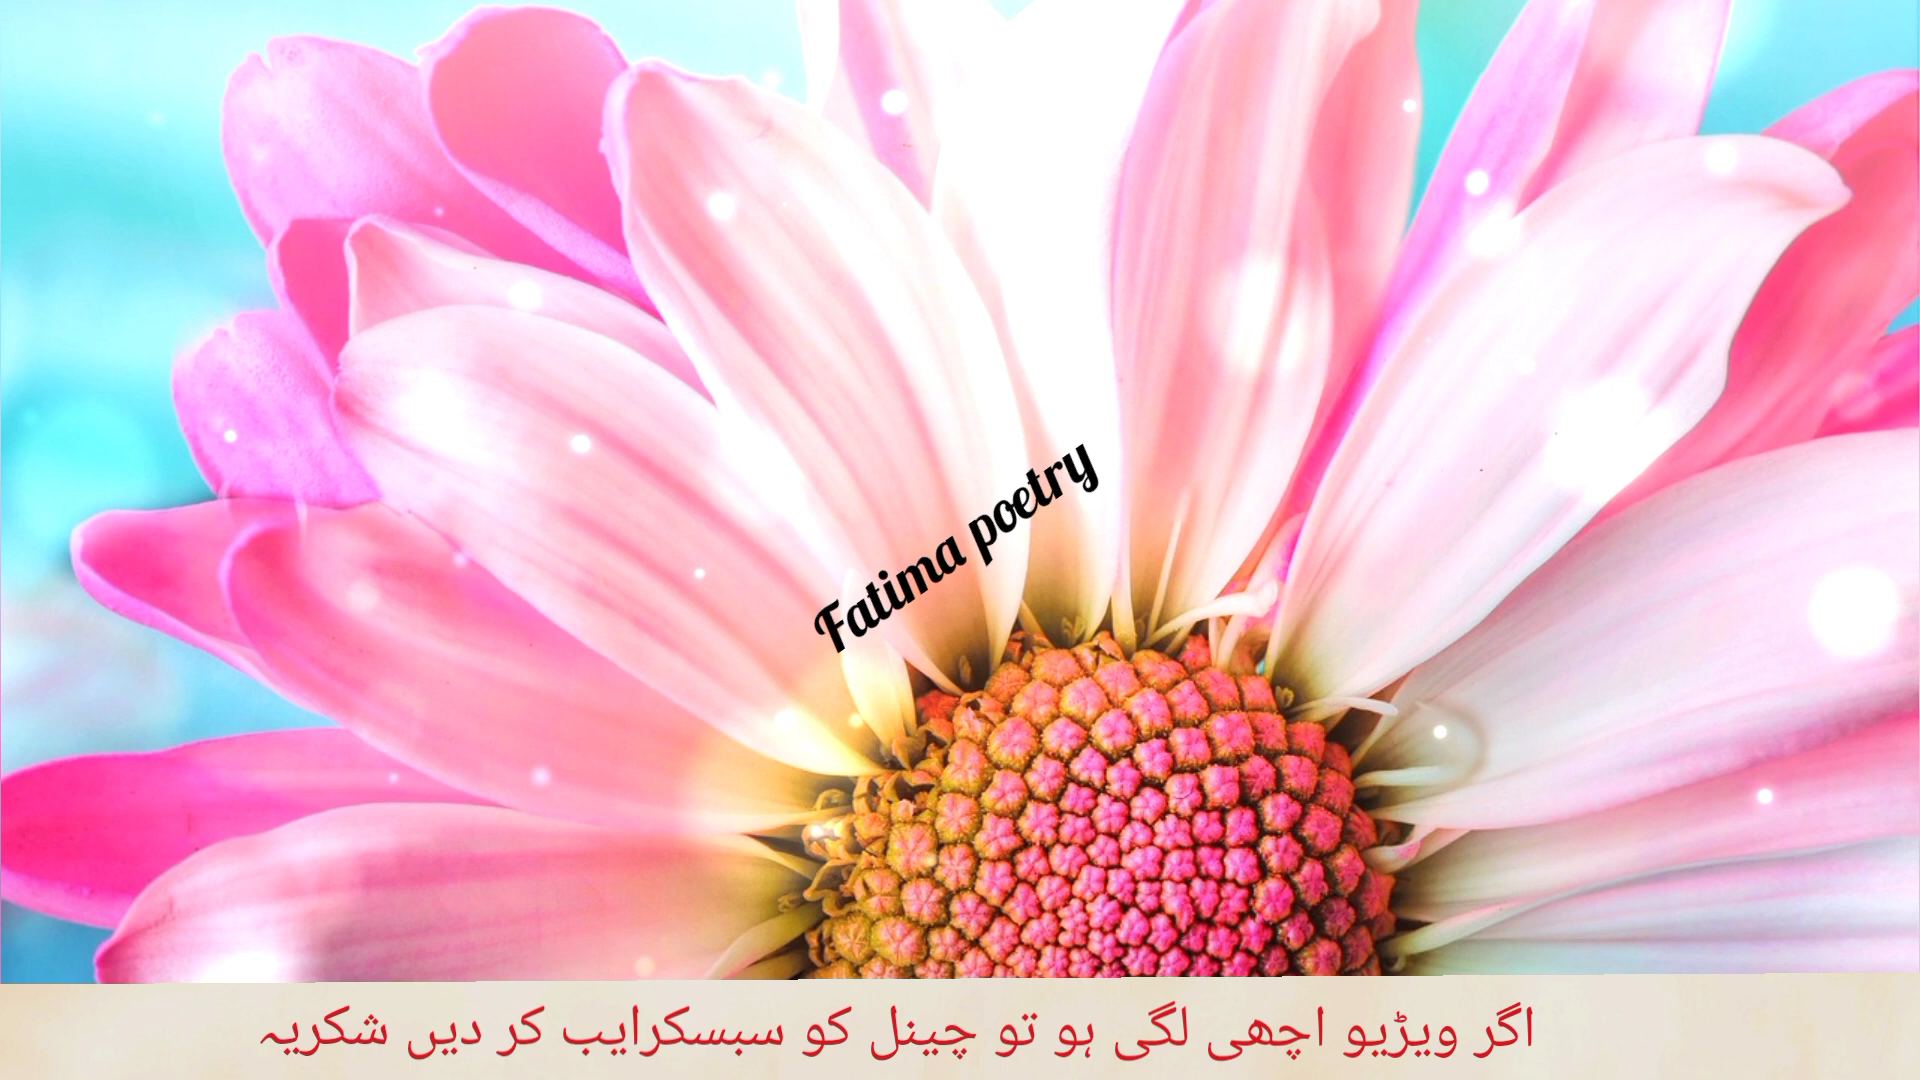 Fatima poetry
اگر ویڑیو اچھی لگی ہو تو چینل کو سبسکرایب کر دیں شکریہ